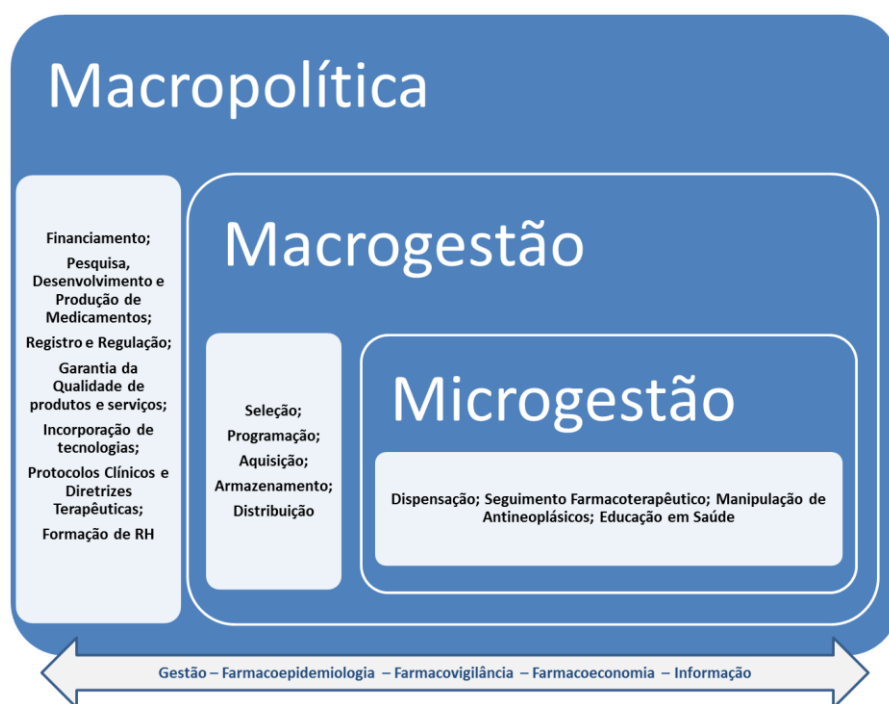 Macropolítica
Financiamento;
Pesquisa,
Desenvolvimento e
Produção de
Medicamentos;
Registro e Regulação;
Garantia da
Qualidade de
produtos e serviços;
Incorporação de
tecnologias;
Protocolos Clínicos e
Diretrizes
Terapêuticas;
Formação de RH
Macrogestão
Seleção;
Programação;
Aquisição;
Armazenamento;
Distribuição
Microgestão
Dispensação; Seguimento Farmacoterapêutico; Manipulação de
Antineoplásicos; Educação em Saúde
Gestão – Farmacoepidemiologia – Farmacovigilância – Farmacoeconomia – Informação